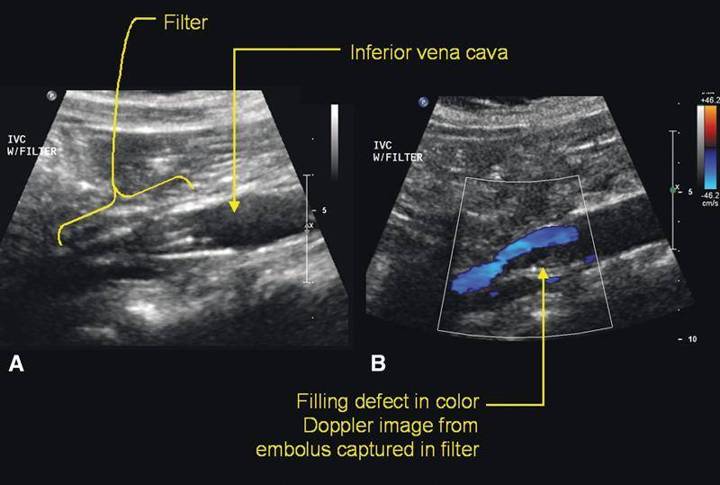 Filter
Inferior vena cava
IVC
W/FILTER
5
A
IVC
W/FILTER
+46.2
X
5
-46.2
cm/s
10
B
Filling defect in color
Doppler image from
embolus captured in filter